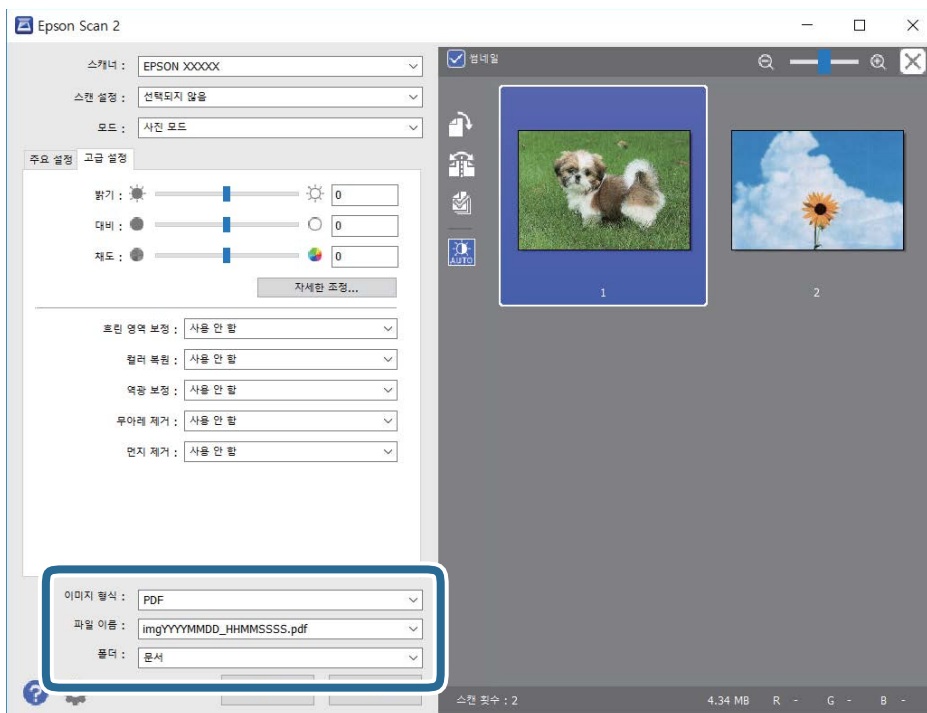 Epson Scan 2
스캐너 : EPSON XXXXX
스캔 설정 : 선택되지 않음
모드 : 사진 모드
주요 설정 고급 설정
밝기 : 0
대비 : 0
채도 : 0
자세한 조정...
흐린 영역 보정 : 사용 안 함
컬러 복원 : 사용 안 함
역광 보정 : 사용 안 함
무아레 제거 : 사용 안 함
먼지 제거 : 사용 안 함
이미지 형식 : PDF
파일 이름 : imgYYYYMMDD_HHMMSSSS.pdf
폴더 : 문서
?
썸네일
AUTO
1
2
스캔 횟수 : 2 4.34 MB R - G - B -